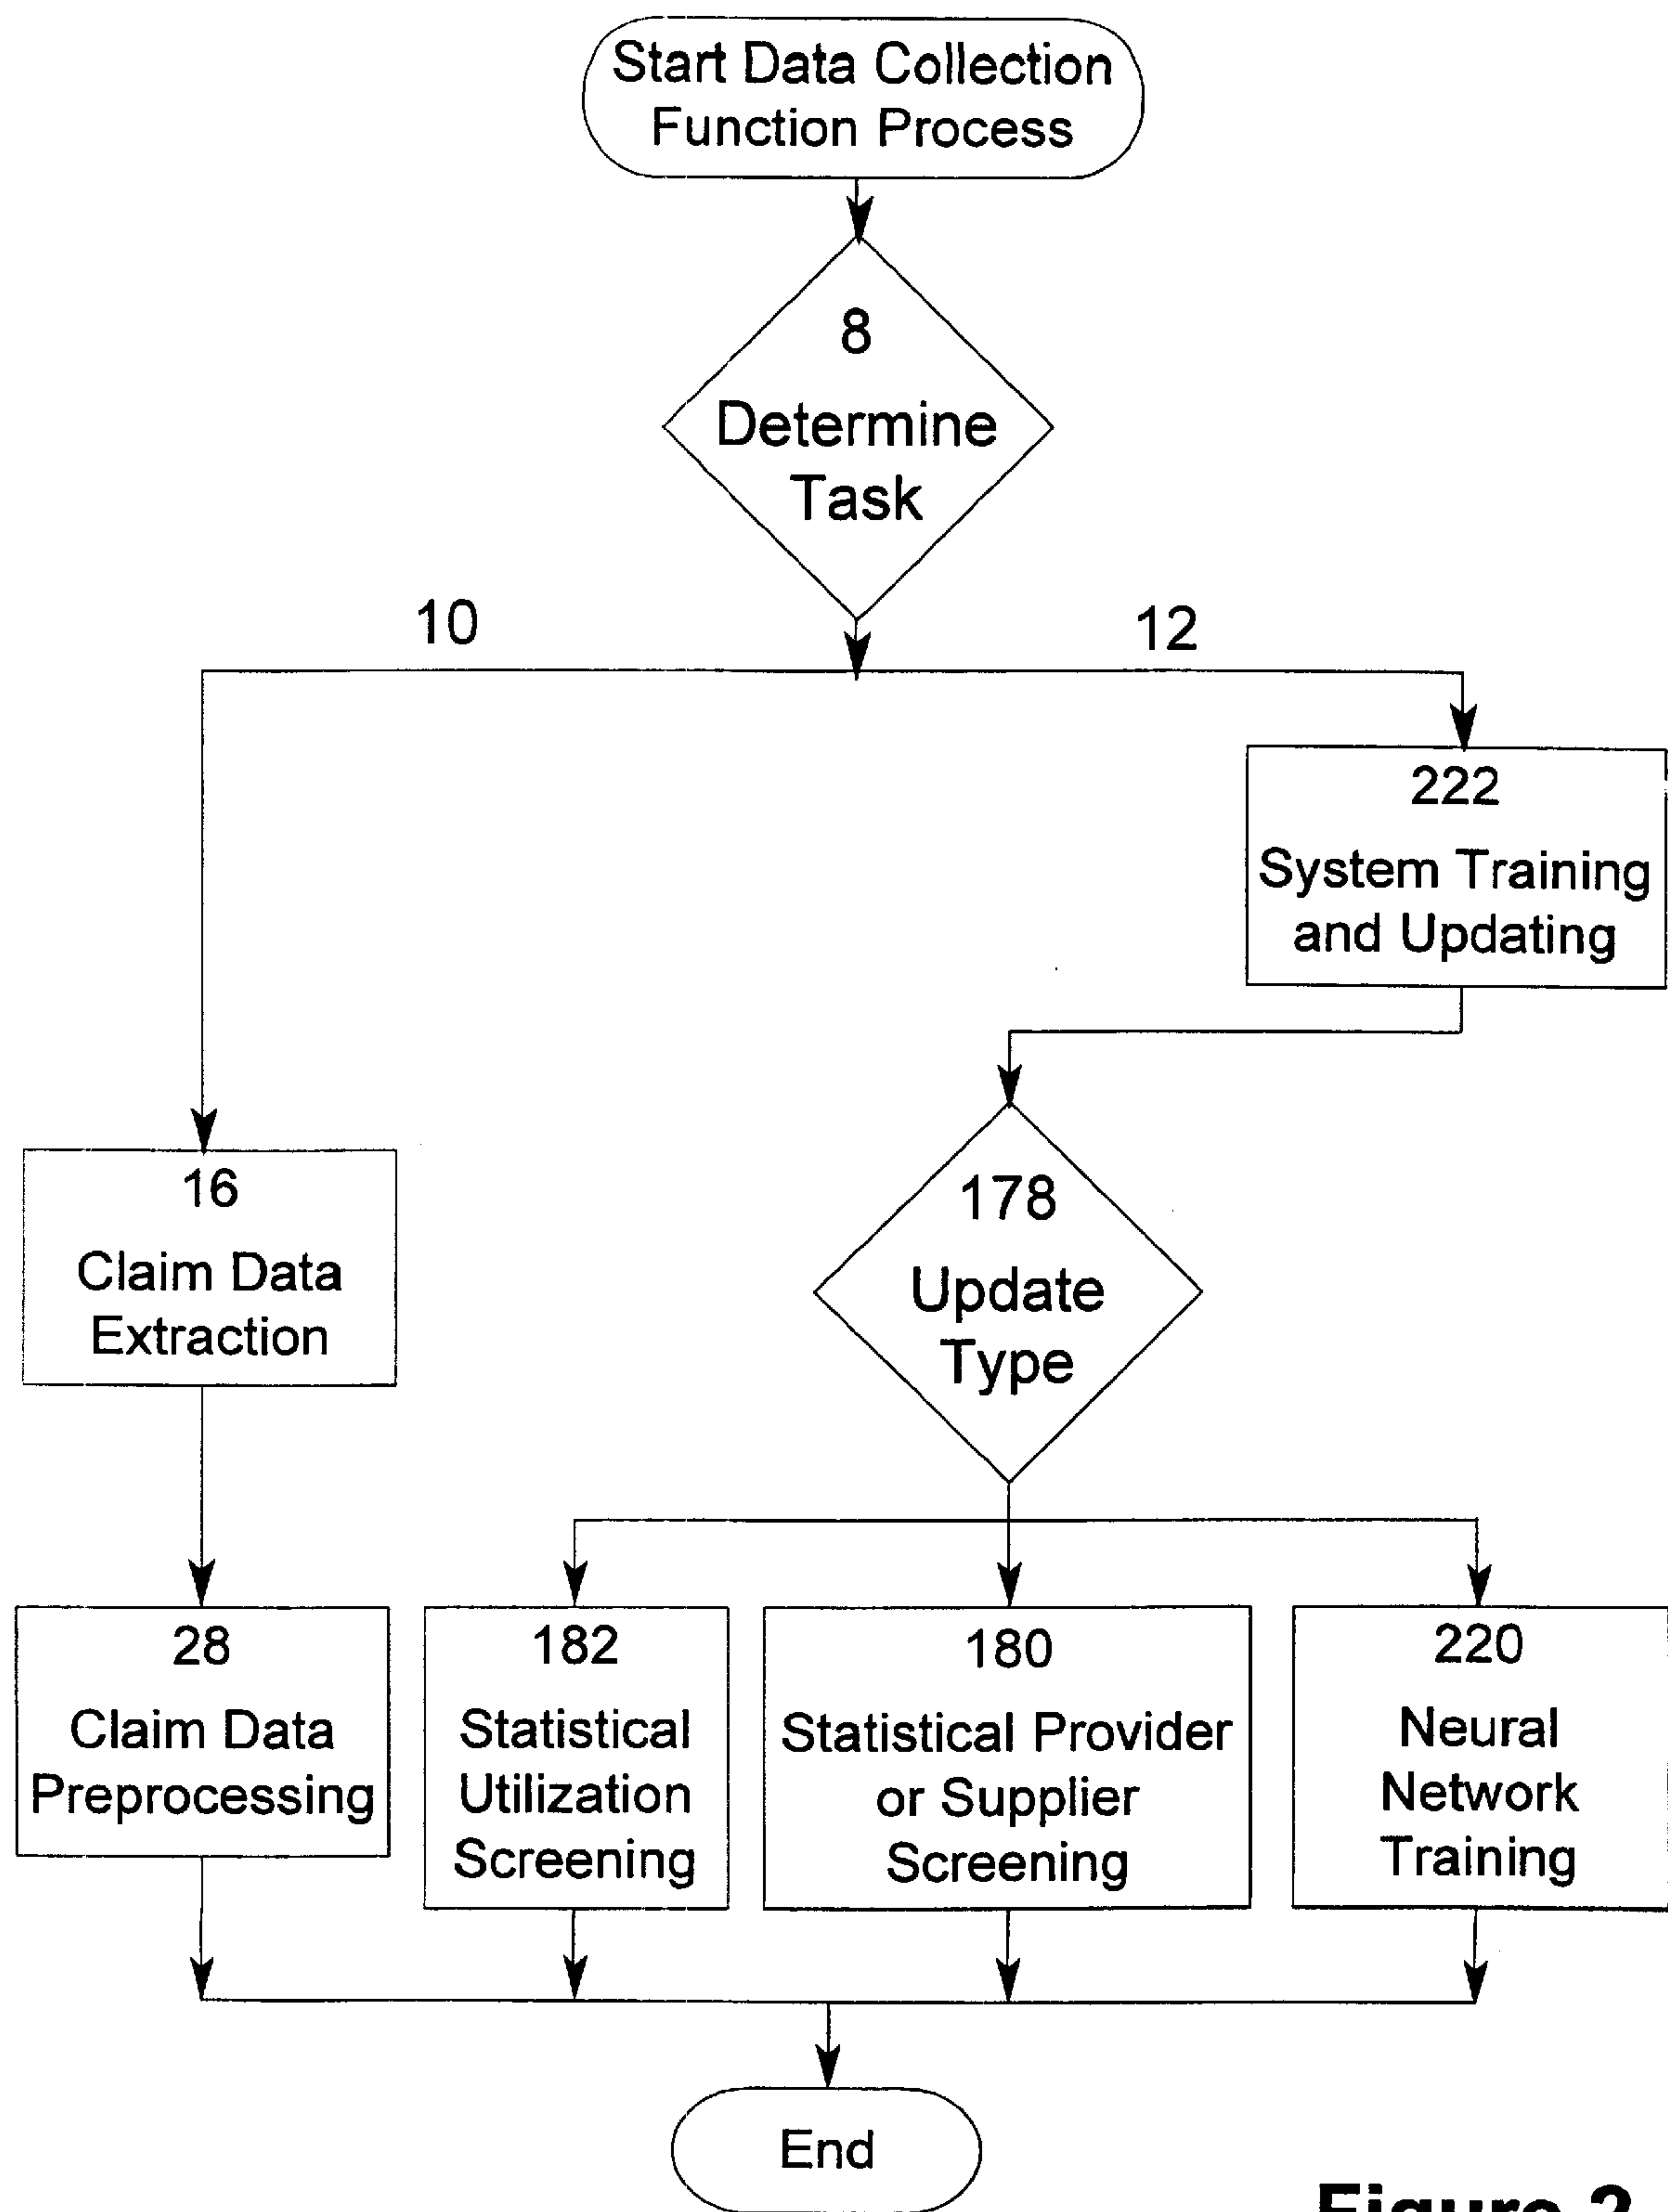 Start Data Collection
Function Process
8
Determine
Task
10
12
222
System Training
and Updating
16
Claim Data
Extraction
178
Update
Type
28
Claim Data
Preprocessing
182
Statistical
Utilization
Screening
180
Statistical Provider
or Supplier
Screening
220
Neural
Network
Training
End
Figure 2